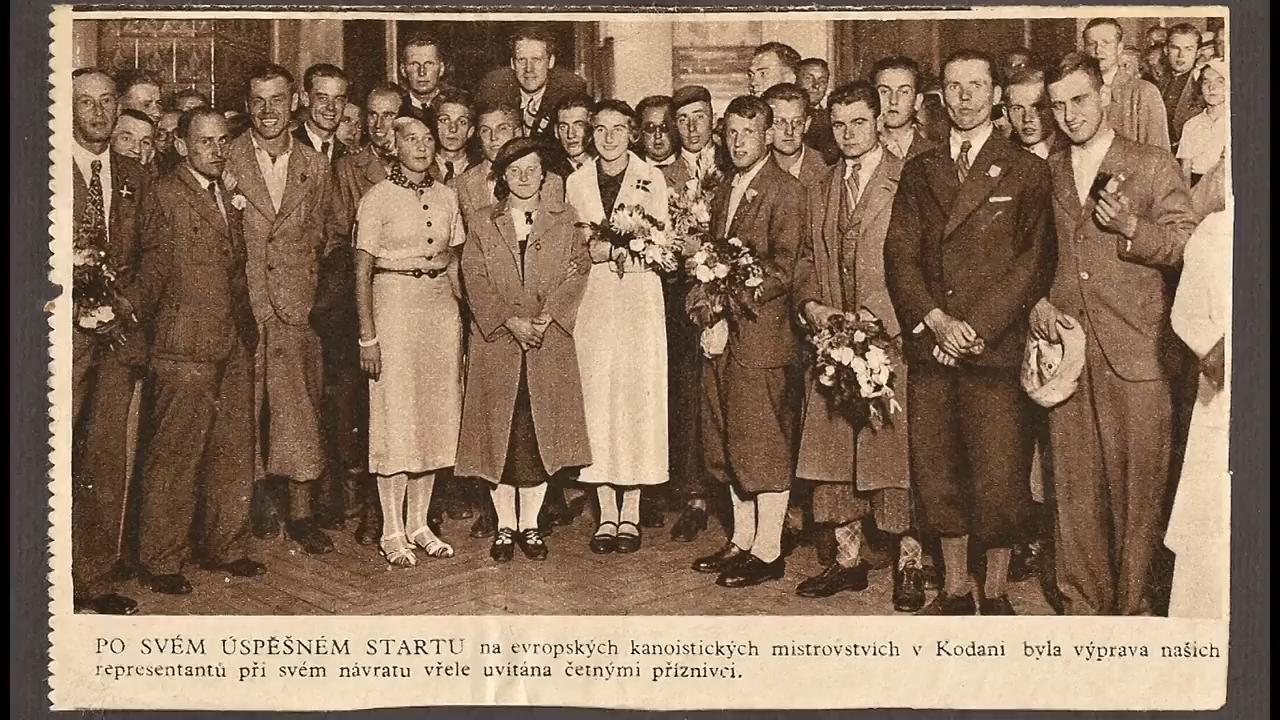 PO SVÉM ÚSPĚŠNÉM STARTU na evropských kanoistických mistrovstvích v Kodani byla výprava našich
representantů při svém návratu vřele uvítána četnými příznivci.